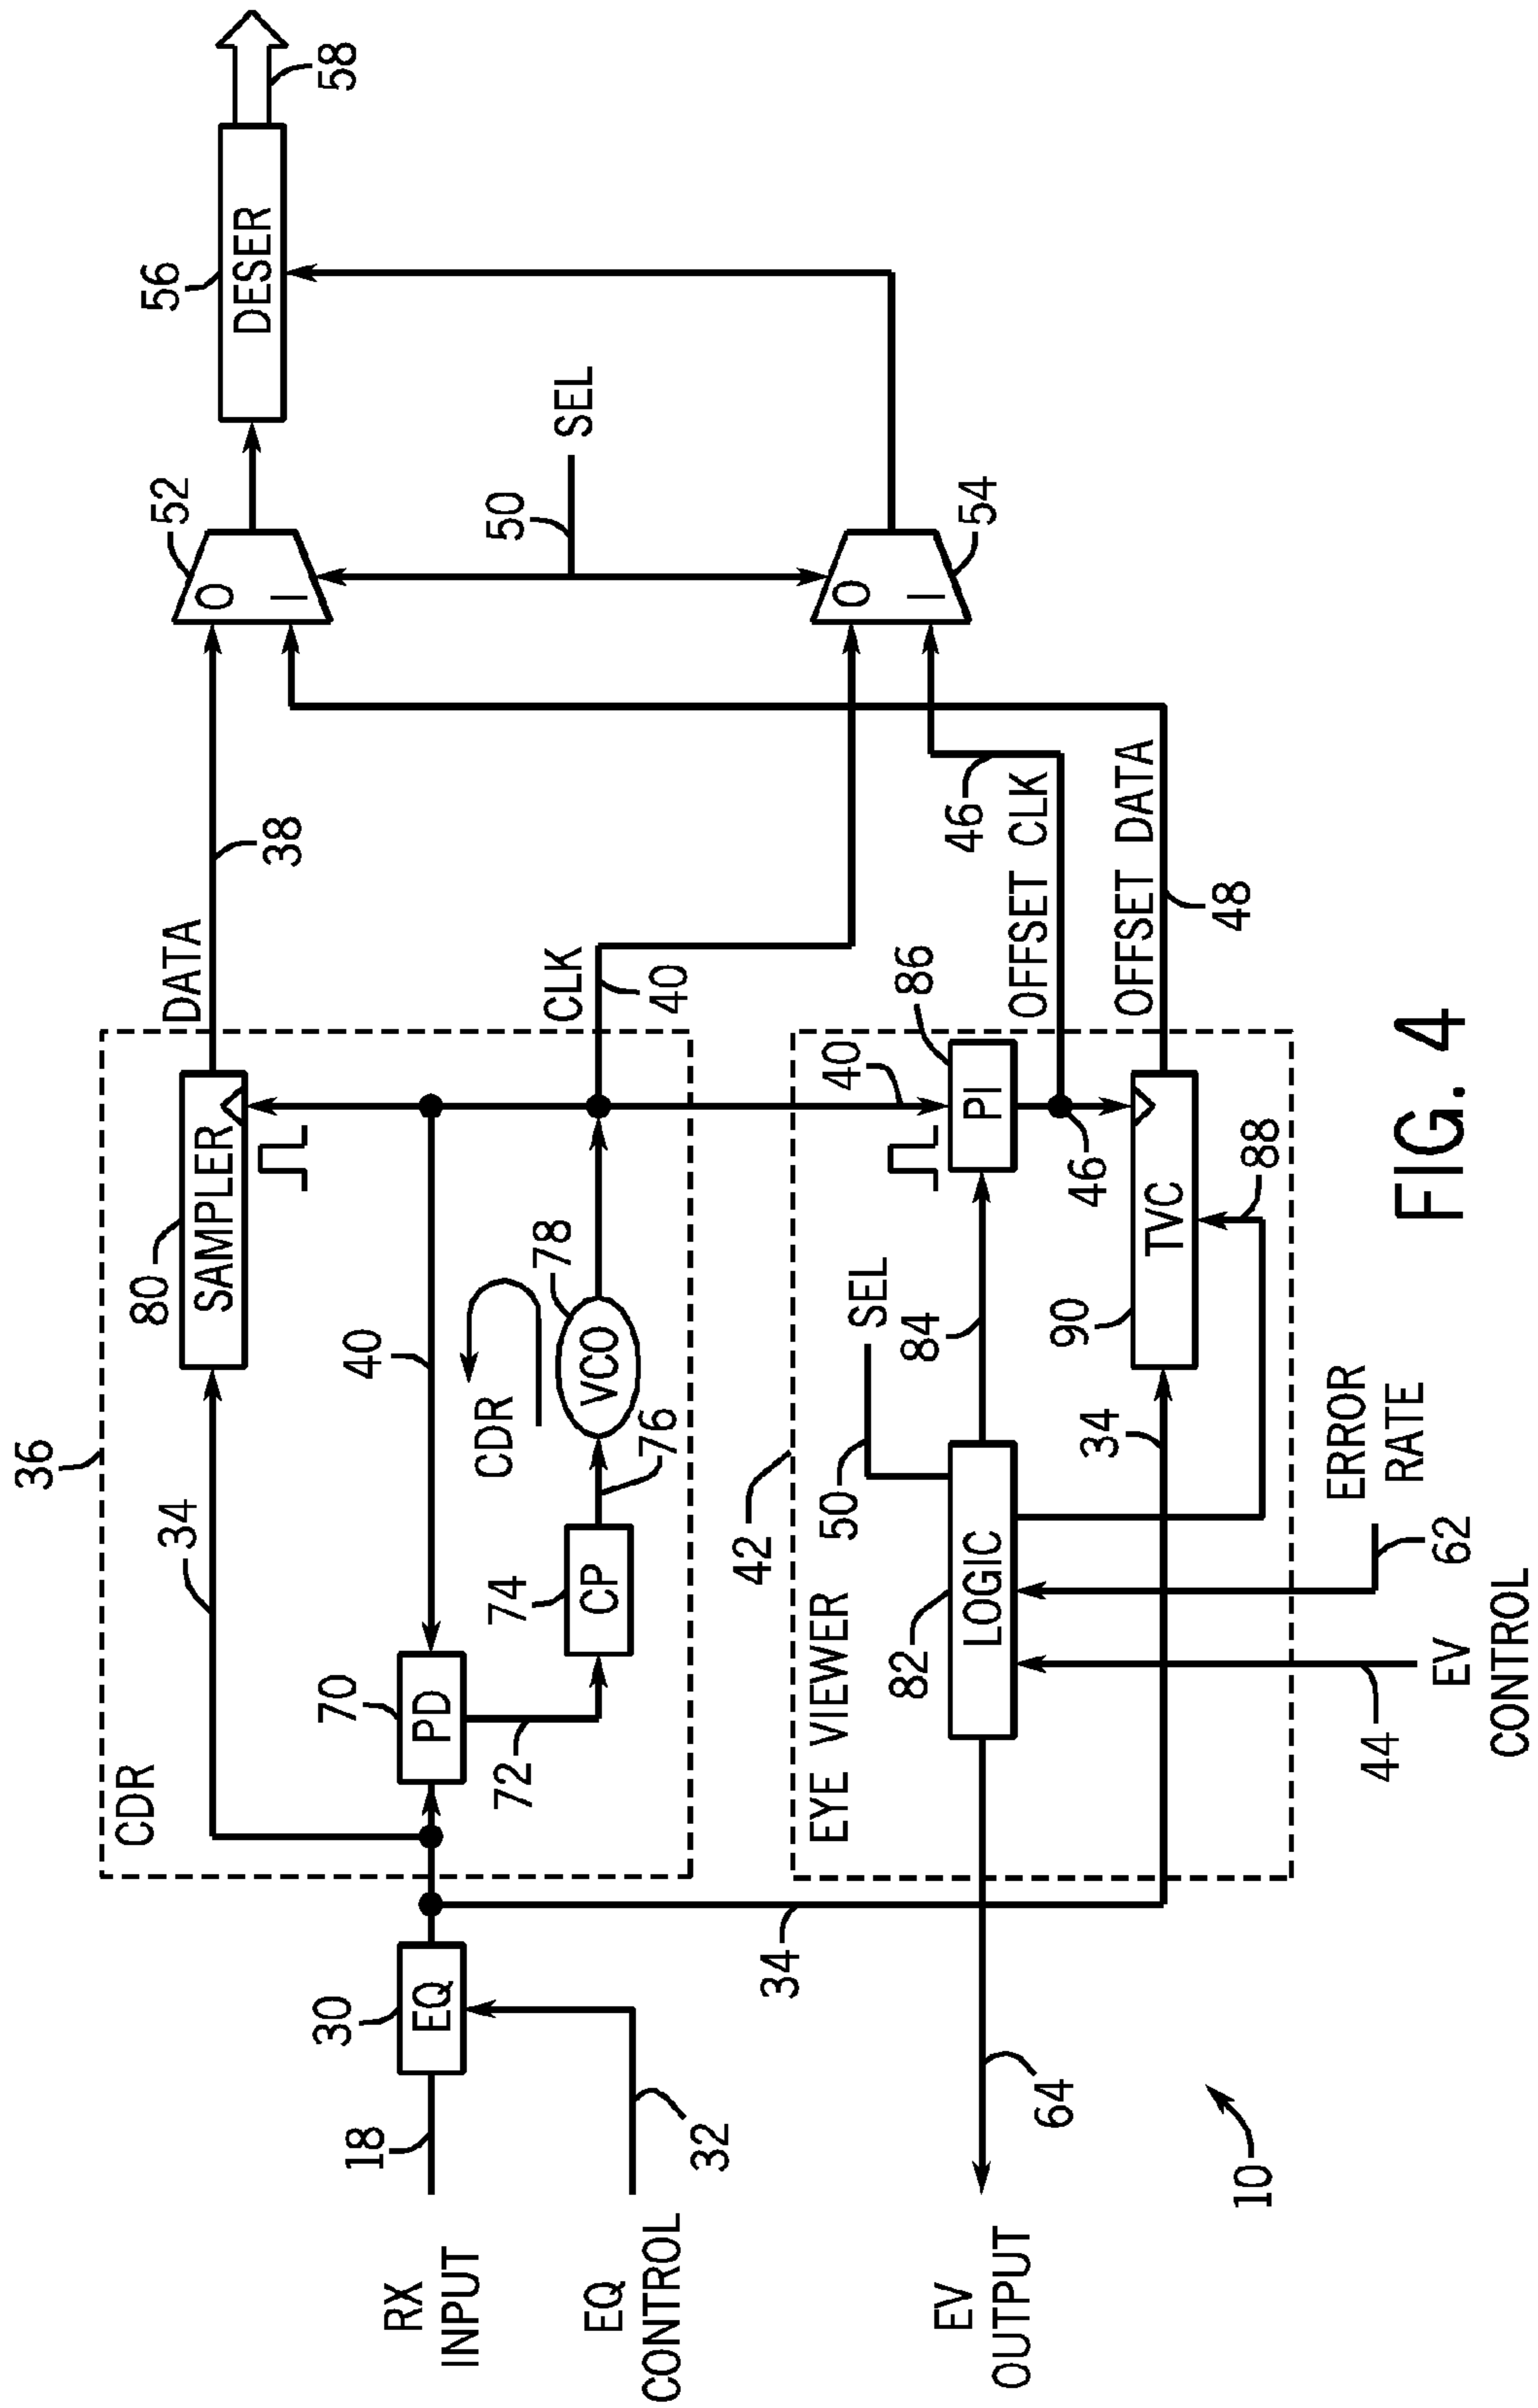 36
CDR
34
80
SAMPLER
DATA
38
52
0
1
56
DESER
58
RX
INPUT
18
30
EQ
70
PD
40
72
74
CP
76
CDR
78
VCO
CLK
40
50
SEL
EQ
CONTROL
32
34
42
EYE VIEWER
50
SEL
40
86
0
1
54
82
LOGIC
84
PI
46
OFFSET CLK
46
EV
OUTPUT
64
34
90
TVC
88
OFFSET DATA
48
10
44
EV
CONTROL
62
ERROR
RATE
FIG. 4